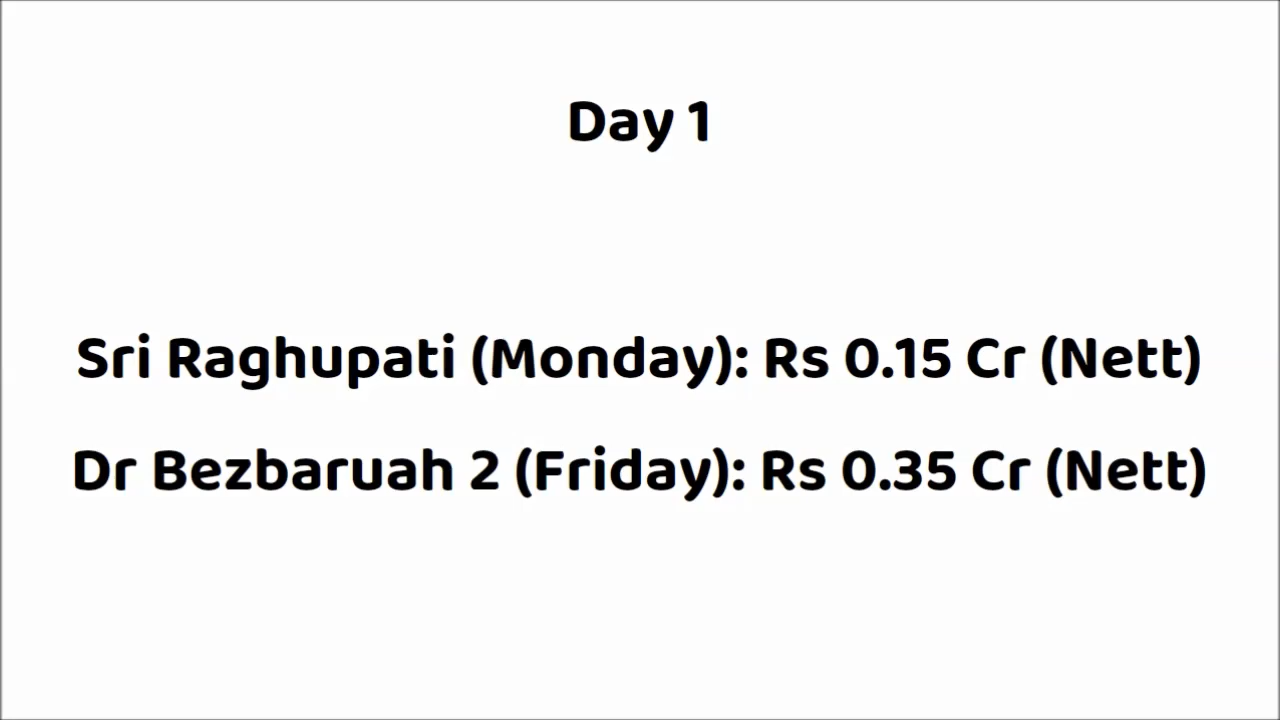 Day 1
Sri Raghupati (Monday): Rs 0.15 Cr (Nett)
Dr Bezbaruah 2 (Friday): Rs 0.35 Cr (Nett)